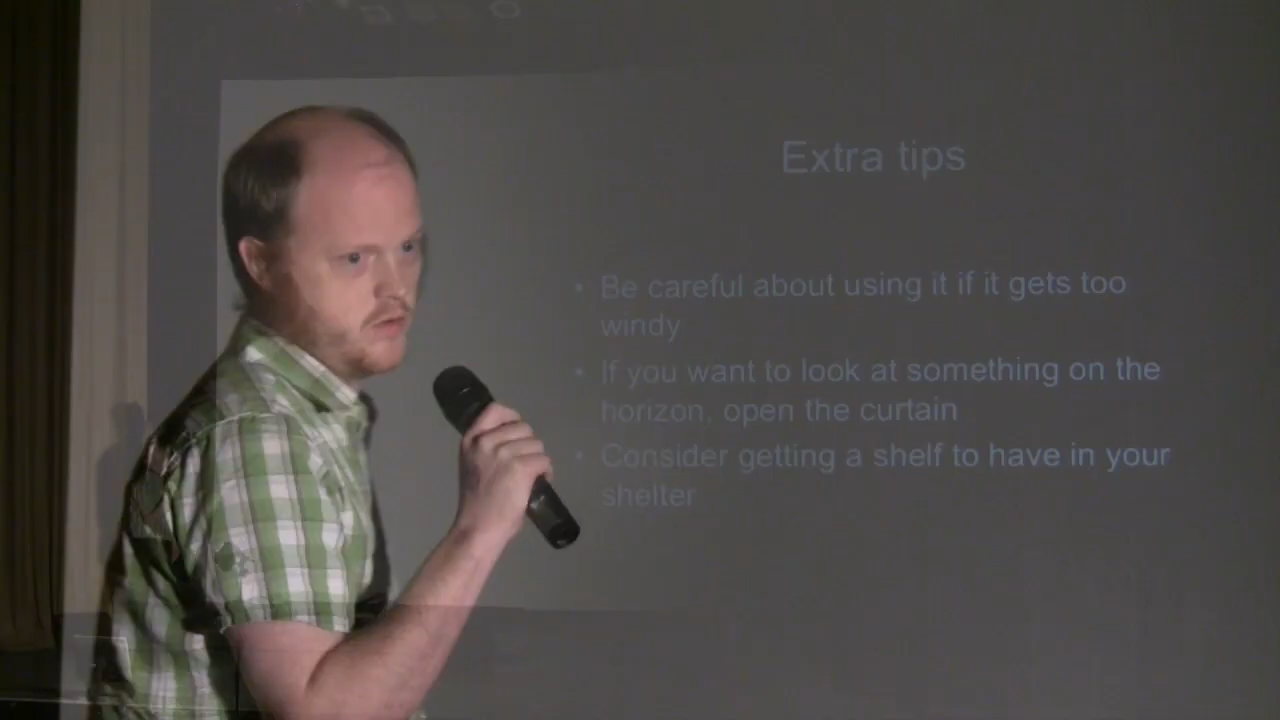 Extra tips
• Be careful about using it if it gets too
windy
• If you want to look at something on the
horizon, open the curtain
• Consider getting a shelf to have in your
shelter